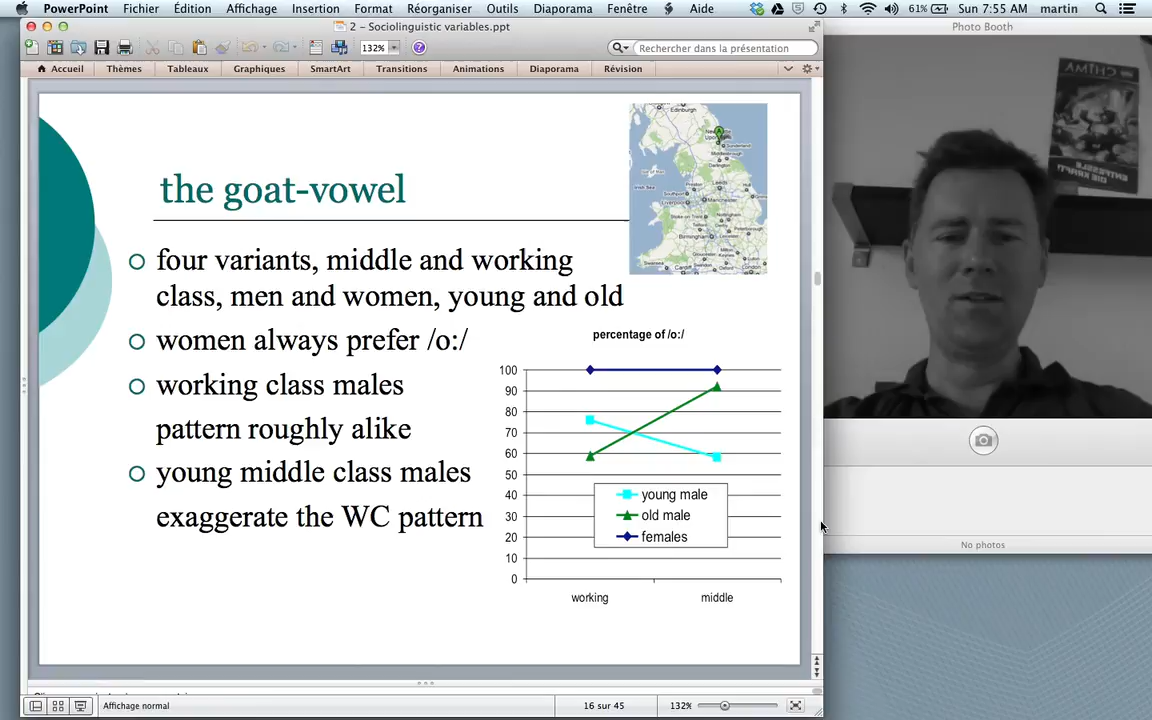 PowerPoint Fichier Édition Affichage Insertion Format Réorganiser Outils Diaporama Fenêtre Aide 61% Sun 7:55 AM martin
2 – Sociolinguistic variables.ppt
Photo Booth
132%
Rechercher dans la présentation
Accueil Thèmes Tableaux Graphiques SmartArt Transitions Animations Diaporama Révision
CHIMA
Edinburgh
the goat-vowel
four variants, middle and working
class, men and women, young and old
women always prefer /o:/
working class males
pattern roughly alike
young middle class males
exaggerate the WC pattern
percentage of /o:/
100
90
80
70
60
50
40
30
20
10
0
young male
old male
females
working middle
No photos
Affichage normal
16 sur 45
132%